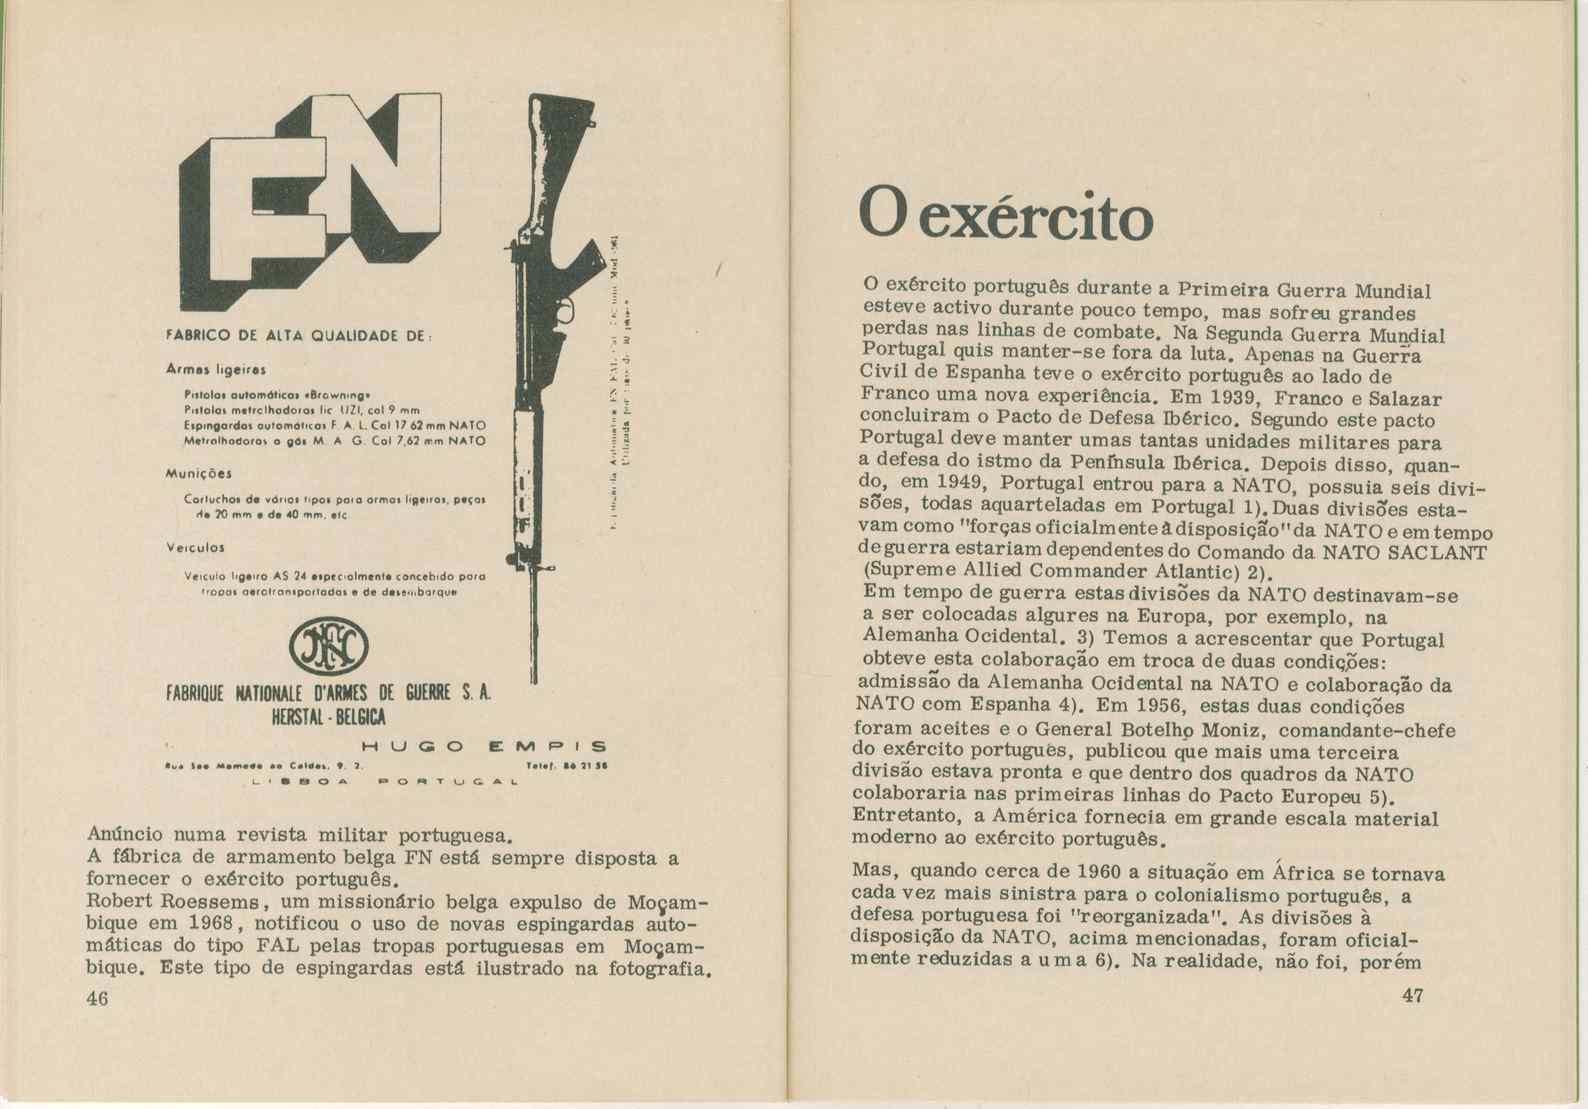 FN
FABRICO DE ALTA QUALIDADE DE:
Armas ligeiras
Pistolas automáticas «Browning»
Pistolas metralhadoras lic UZI, cal 9 mm
Espingardas automáticas F. A. L. Cal 17 62 mm NATO
Metralhadoras a gás M. A G. Cal 7,62 mm NATO
Munições
Cartuchos de vários tipos para armas ligeiras, peças
de 20 mm e de 40 mm, etc
Veiculos
Veiculo ligeiro AS 24 especialmente concebido para
tropas aerotransportadas e de desembarque
FN
FABRIQUE NATIONALE D'ARMES DE GUERRE S. A.
HERSTAL - BELGICA
HUGO EMPIS
Rua Sao Mamede ao Caldas, 9. 2. Telef. 86 21 56
LISBOA PORTUGAL
Anúncio numa revista militar portuguesa.
A fábrica de armamento belga FN está sempre disposta a
fornecer o exército português.
Robert Roessems, um missionário belga expulso de Moçam-
bique em 1968, notificou o uso de novas espingardas auto-
máticas do tipo FAL pelas tropas portuguesas em Moçam-
bique. Este tipo de espingardas está ilustrado na fotografia.
46
O exército
O exército português durante a Primeira Guerra Mundial
esteve activo durante pouco tempo, mas sofreu grandes
perdas nas linhas de combate. Na Segunda Guerra Mundial
Portugal quis manter-se fora da luta. Apenas na Guerra
Civil de Espanha teve o exército português ao lado de
Franco uma nova experiência. Em 1939, Franco e Salazar
concluiram o Pacto de Defesa Ibérico. Segundo este pacto
Portugal deve manter umas tantas unidades militares para
a defesa do istmo da Península Ibérica. Depois disso, quan-
do, em 1949, Portugal entrou para a NATO, possuia seis divi-
sões, todas aquarteladas em Portugal 1). Duas divisões esta-
vam como "forças oficialmente à disposição" da NATO e em tempo
de guerra estariam dependentes do Comando da NATO SACLANT
(Supreme Allied Commander Atlantic) 2).
Em tempo de guerra estas divisões da NATO destinavam-se
a ser colocadas algures na Europa, por exemplo, na
Alemanha Ocidental. 3) Temos a acrescentar que Portugal
obteve esta colaboração em troca de duas condições:
admissão da Alemanha Ocidental na NATO e colaboração da
NATO com Espanha 4). Em 1956, estas duas condições
foram aceites e o General Botelho Moniz, comandante-chefe
do exército português, publicou que mais uma terceira
divisão estava pronta e que dentro dos quadros da NATO
colaboraria nas primeiras linhas do Pacto Europeu 5).
Entretanto, a América fornecia em grande escala material
moderno ao exército português.
Mas, quando cerca de 1960 a situação em África se tornava
cada vez mais sinistra para o colonialismo português, a
defesa portuguesa foi "reorganizada". As divisões à
disposição da NATO, acima mencionadas, foram oficial-
mente reduzidas a u m a 6). Na realidade, não foi, porém
47